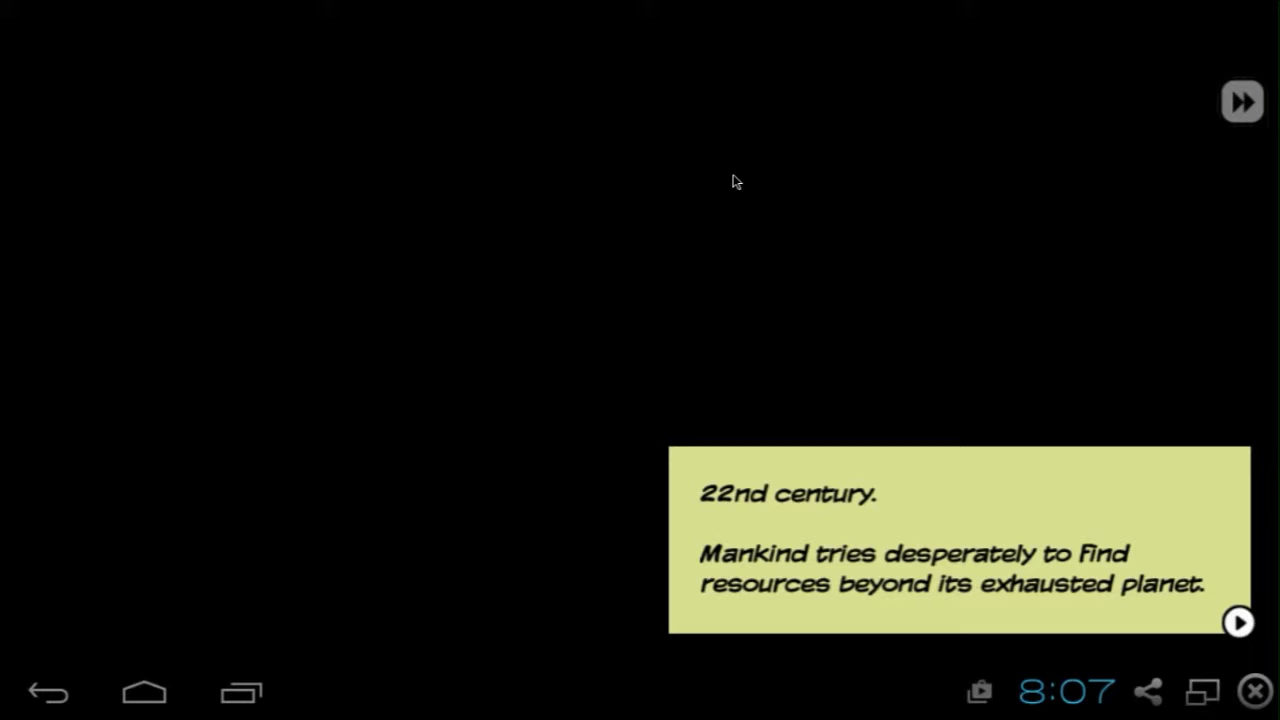 22nd century.
Mankind tries desperately to find
resources beyond its exhausted planet.
8:07